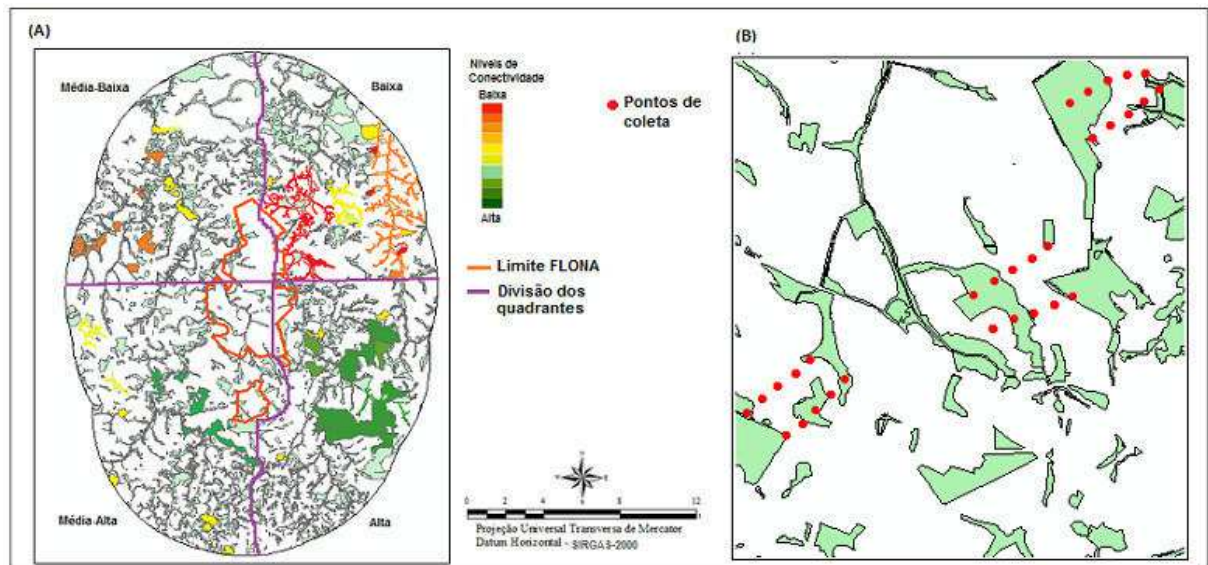 (A)
Média-Baixa
Baixa
Média-Alta
Alta
Níveis de
Conectividade
Baixa
Alta
Pontos de
coleta
Limite FLONA
Divisão dos
quadrantes
0 2 4 6 8 12
Projeção Universal Transversa de Mercator
Datum Horizontal - SIRGAS-2000
(B)